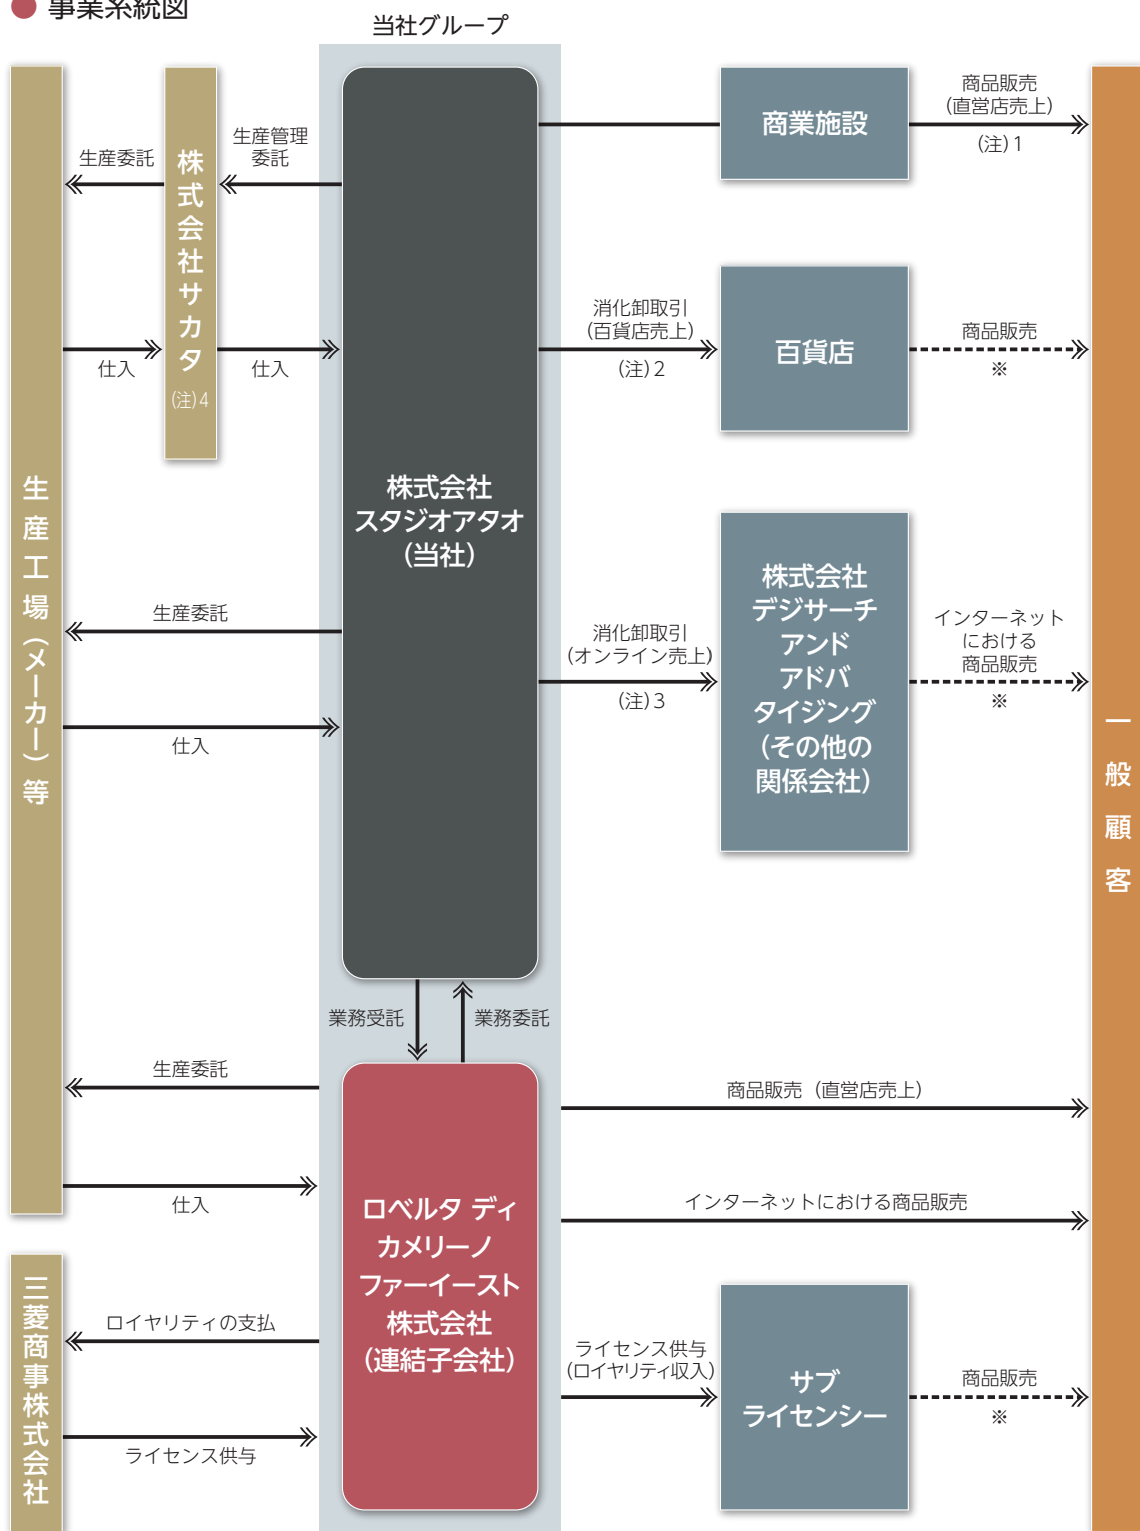 事業系統図
当社グループ
生産工場（メーカー）等
株式会社サカタ
(注)4
生産委託
生産管理
委託
仕入
仕入
株式会社
スタジオアタオ
（当社）
商業施設
商品販売
(直営店売上)
(注)1
消化卸取引
(百貨店売上)
(注)2
百貨店
商品販売
※
生産委託
仕入
消化卸取引
(オンライン売上)
(注)3
株式会社
デジサーチ
アンド
アドバ
タイジング
（その他の
関係会社）
インターネット
における
商品販売
※
一般顧客
業務受託
業務委託
生産委託
仕入
ロベルタ ディ
カメリーノ
ファーイースト
株式会社
（連結子会社）
商品販売（直営店売上）
インターネットにおける商品販売
三菱商事株式会社
ロイヤリティの支払
ライセンス供与
ライセンス供与
(ロイヤリティ収入)
サブ
ライセンシー
商品販売
※